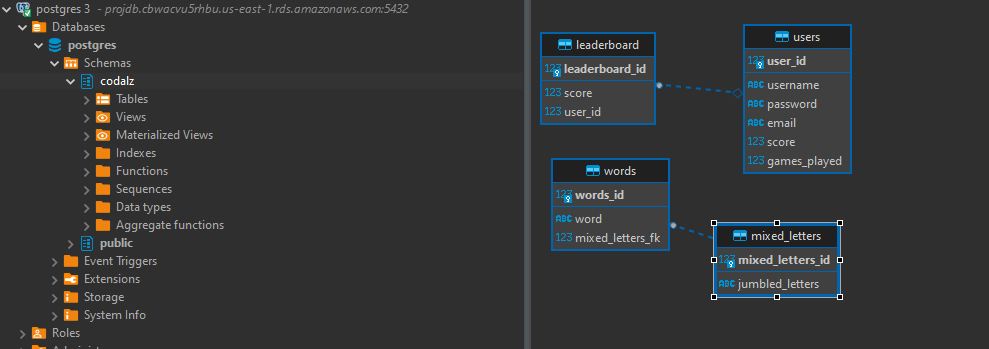 postgres 3 - projdb.cbwacvu5rhbu.us-east-1.rds.amazonaws.com:5432
Databases
postgres
Schemas
codalz
Tables
Views
Materialized Views
Indexes
Functions
Sequences
Data types
Aggregate functions
public
Event Triggers
Extensions
Storage
System Info
Roles
leaderboard
123 leaderboard_id
123 score
123 user_id
users
123 user_id
ABC username
ABC password
ABC email
123 score
123 games_played
words
123 words_id
ABC word
123 mixed_letters_fk
mixed_letters
123 mixed_letters_id
ABC jumbled_letters